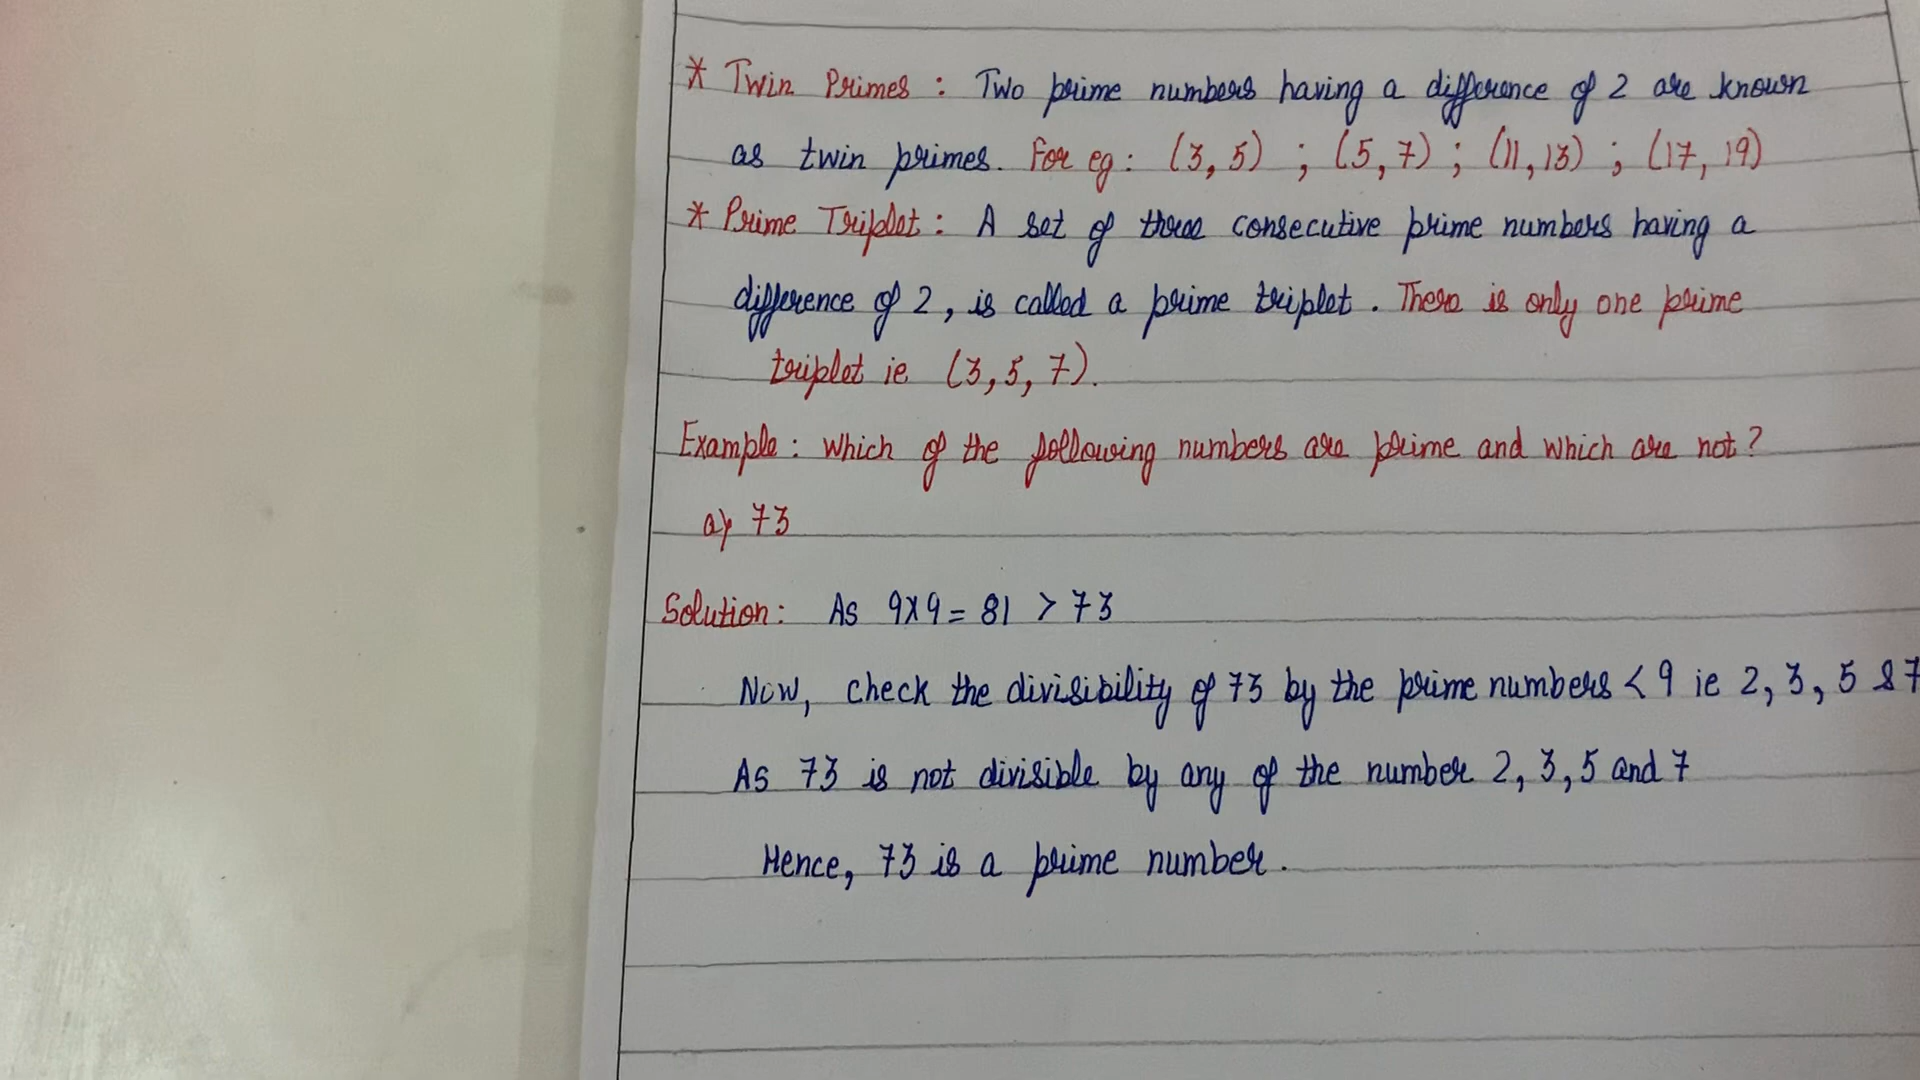 * Twin Primes : Two prime numbers having a difference of 2 are known
as twin primes. For eg : (3, 5) ; (5, 7) ; (11, 13) ; (17, 19)
* Prime Triplet : A set of three consecutive prime numbers having a
difference of 2, is called a prime triplet. There is only one prime
triplet ie (3, 5, 7).
Example : Which of the following numbers are prime and which are not?
a) 73
Solution : As 9x9 = 81 > 73
Now, check the divisibility of 73 by the prime numbers < 9 ie 2, 3, 5 & 7
As 73 is not divisible by any of the number 2, 3, 5 and 7
Hence, 73 is a prime number.